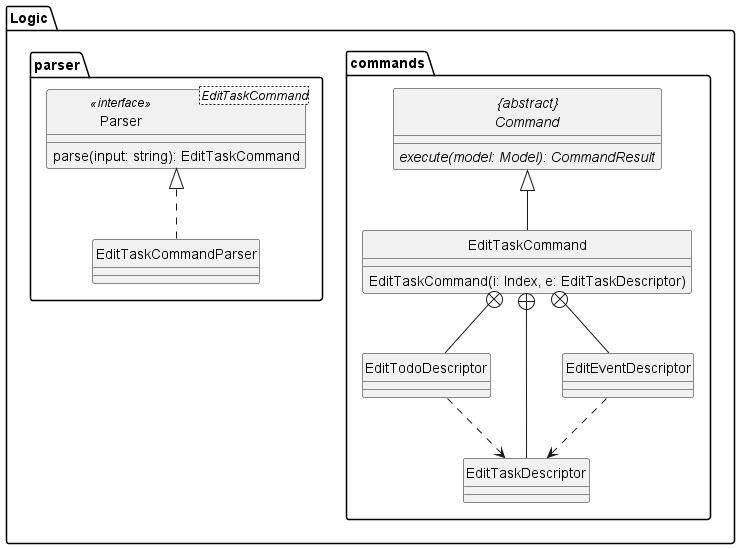 Logic
parser
EditTaskCommand
«interface»
Parser
parse(input: string): EditTaskCommand
EditTaskCommandParser
commands
{abstract}
Command
execute(model: Model): CommandResult
EditTaskCommand
EditTaskCommand(i: Index, e: EditTaskDescriptor)
EditTodoDescriptor
EditEventDescriptor
EditTaskDescriptor